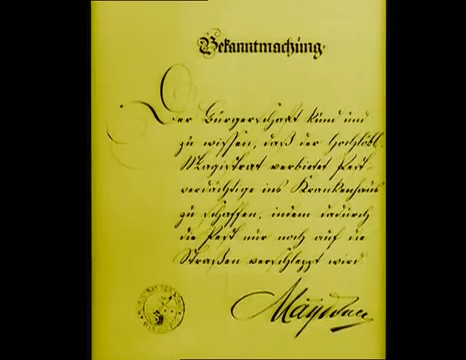 Bekanntmachung.
Der Bürgerschaft kund und
zu wissen, daß der Hochlöbl.
Magistrat verbietet Pest-
verdächtige ins Krankenhaus
zu schaffen, indem dadurch
die Pest nur noch auf die
Straßen verschleppt wird